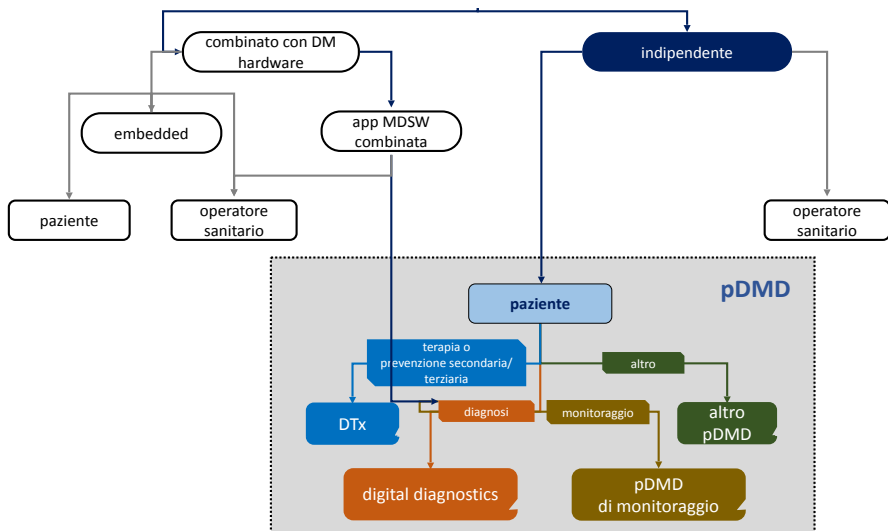 combinato con DM
hardware
indipendente
embedded
app MDSW
combinata
paziente
operatore
sanitario
operatore
sanitario
pDMD
paziente
terapia o
prevenzione secondaria/
terziaria
altro
DTx
diagnosi
monitoraggio
altro
pDMD
digital diagnostics
pDMD
di monitoraggio